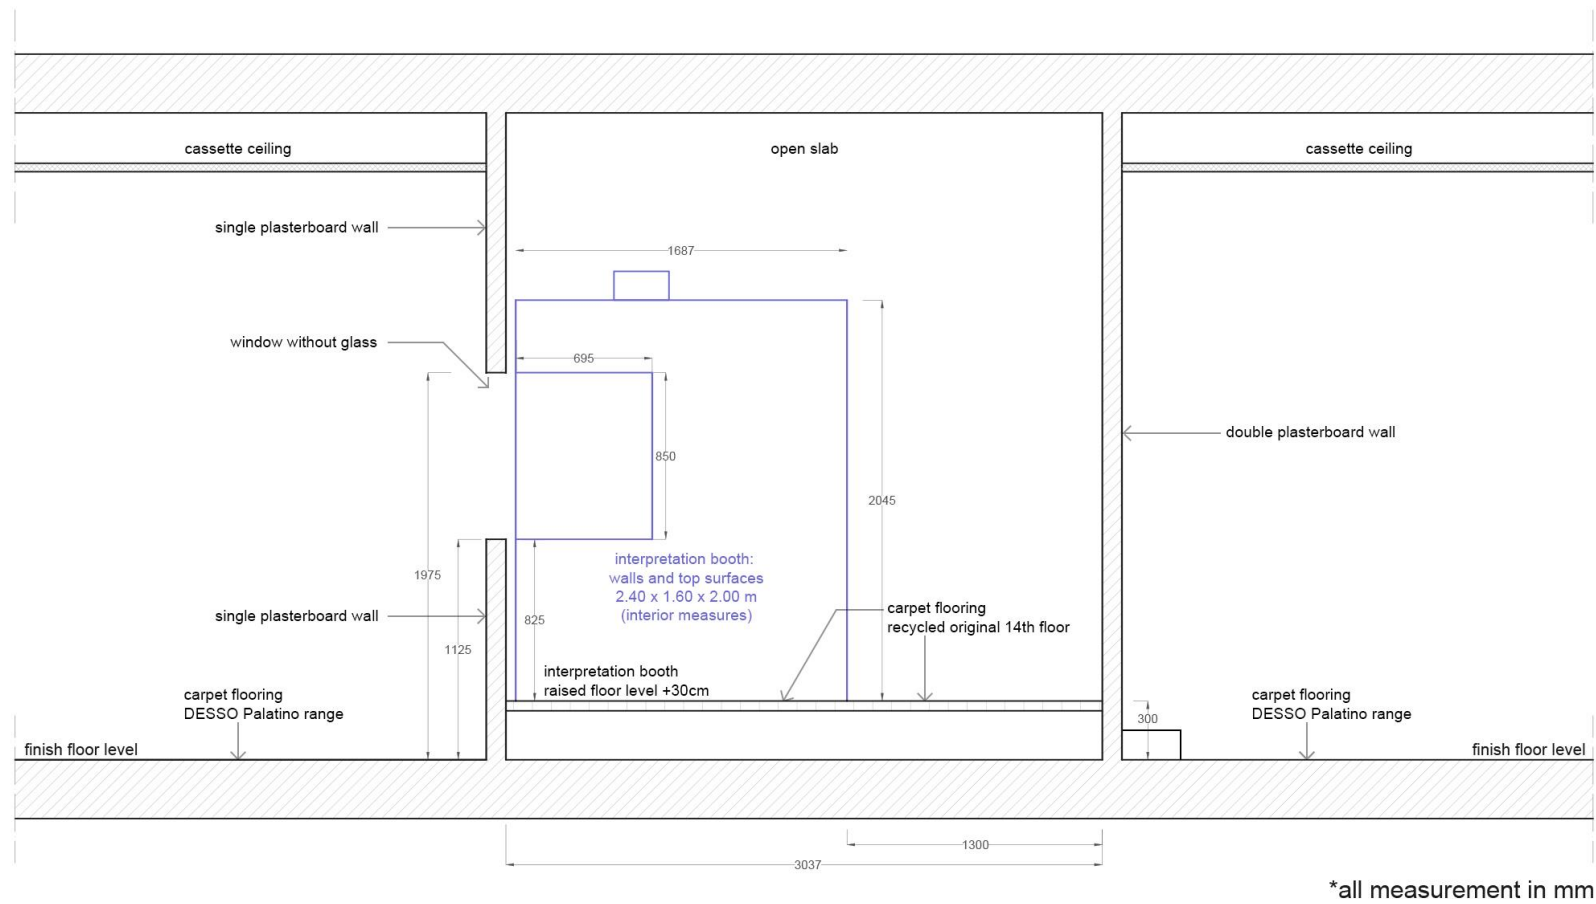 cassette ceiling
open slab
cassette ceiling
single plasterboard wall
1687
window without glass
695
850
double plasterboard wall
2045
interpretation booth:
walls and top surfaces
2.40 x 1.60 x 2.00 m
(interior measures)
1975
single plasterboard wall
825
carpet flooring
recycled original 14th floor
1125
interpretation booth
raised floor level +30cm
carpet flooring
DESSO Palatino range
carpet flooring
DESSO Palatino range
300
finish floor level
finish floor level
1300
3037
*all measurement in mm